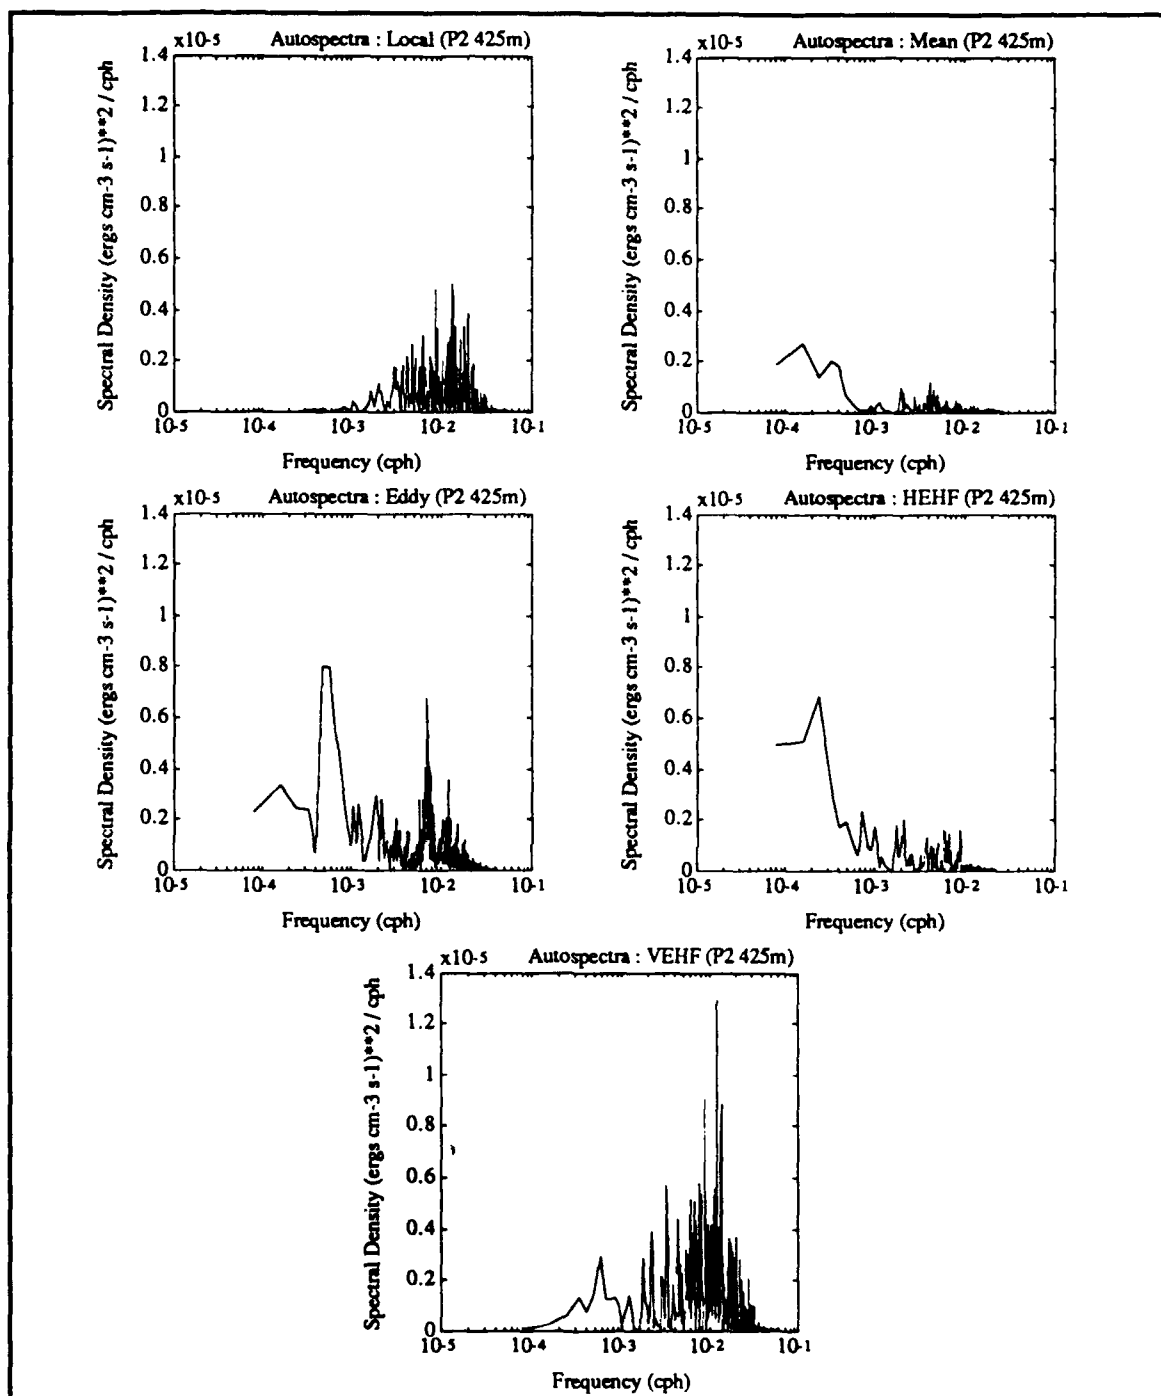 x10-5 Autospectra : Local (P2 425m)
1.4
1.2
1
0.8
0.6
0.4
0.2
0
10-5 10-4 10-3 10-2 10-1
Spectral Density (ergs cm-3 s-1)**2 / cph
Frequency (cph)
x10-5 Autospectra : Mean (P2 425m)
1.4
1.2
1
0.8
0.6
0.4
0.2
0
10-5 10-4 10-3 10-2 10-1
Spectral Density (ergs cm-3 s-1)**2 / cph
Frequency (cph)
x10-5 Autospectra : Eddy (P2 425m)
1.4
1.2
1
0.8
0.6
0.4
0.2
0
10-5 10-4 10-3 10-2 10-1
Spectral Density (ergs cm-3 s-1)**2 / cph
Frequency (cph)
x10-5 Autospectra : HEHF (P2 425m)
1.4
1.2
1
0.8
0.6
0.4
0.2
0
10-5 10-4 10-3 10-2 10-1
Spectral Density (ergs cm-3 s-1)**2 / cph
Frequency (cph)
x10-5 Autospectra : VEHF (P2 425m)
1.4
1.2
1
0.8
0.6
0.4
0.2
0
10-5 10-4 10-3 10-2 10-1
Spectral Density (ergs cm-3 s-1)**2 / cph
Frequency (cph)